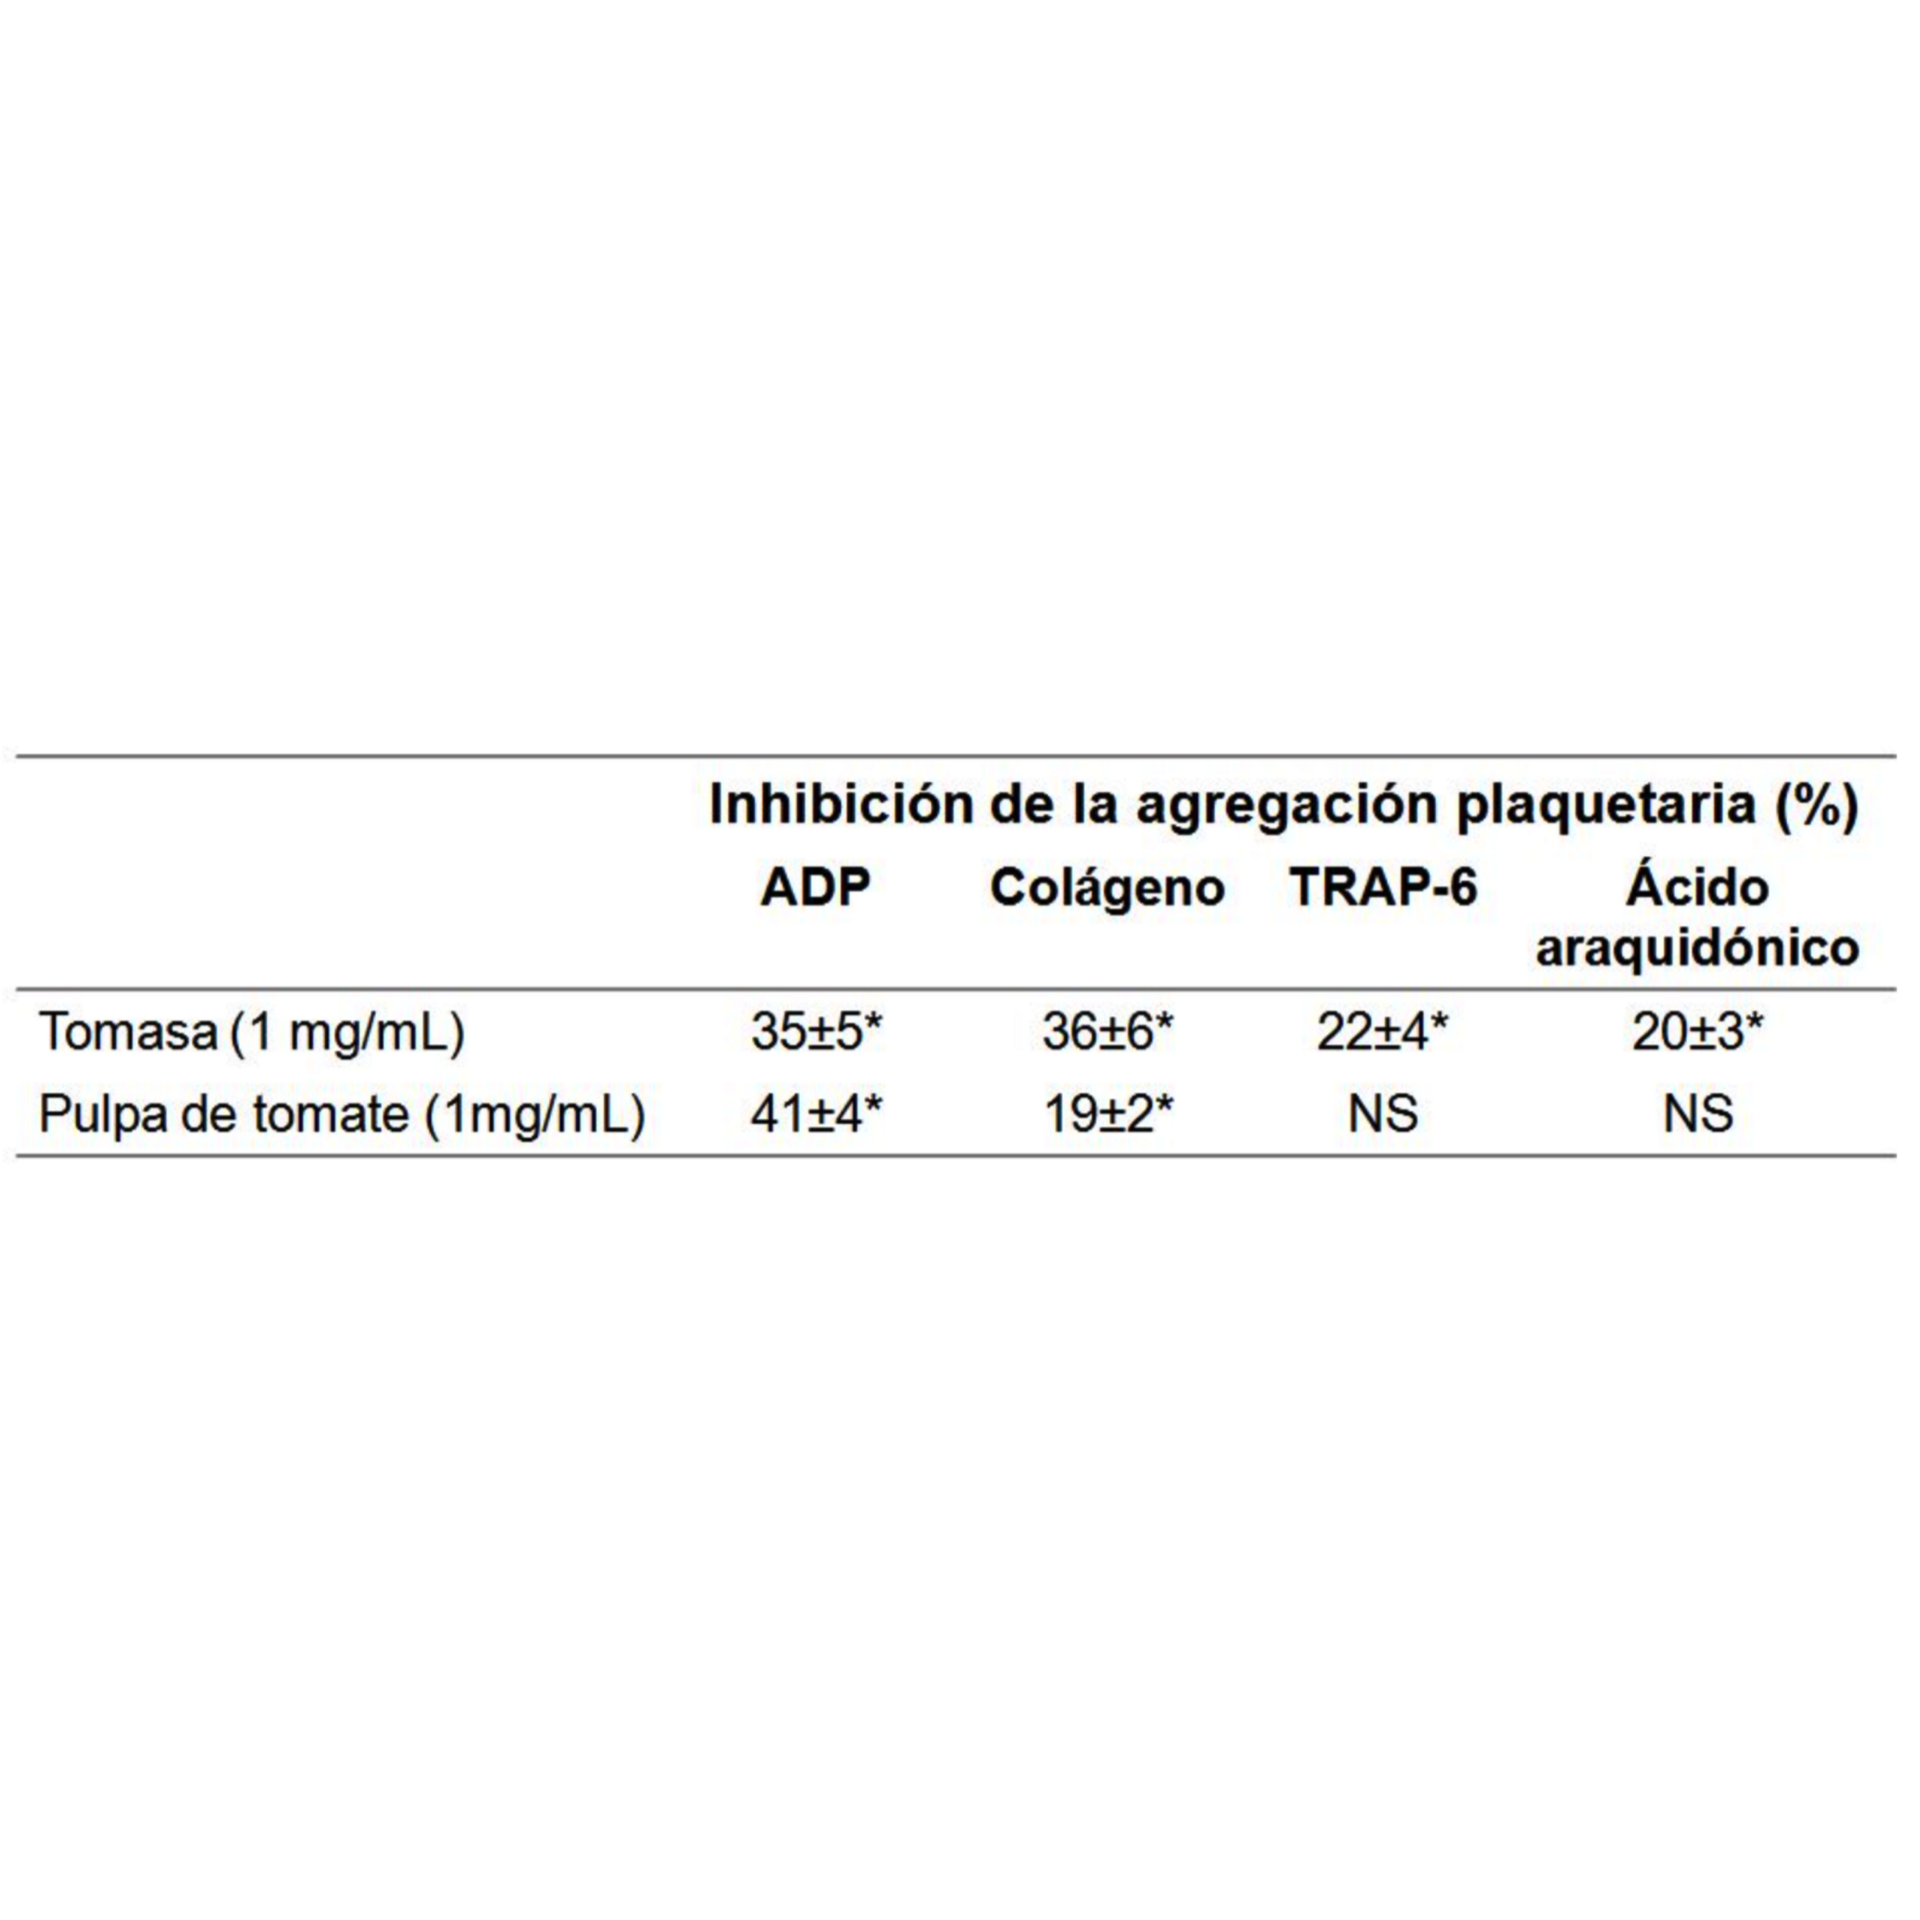 Inhibición de la agregación plaquetaria (%)
ADP Colágeno TRAP-6 Ácido
araquidónico
Tomasa (1 mg/mL) 35±5* 36±6* 22±4* 20±3*
Pulpa de tomate (1mg/mL) 41±4* 19±2* NS NS